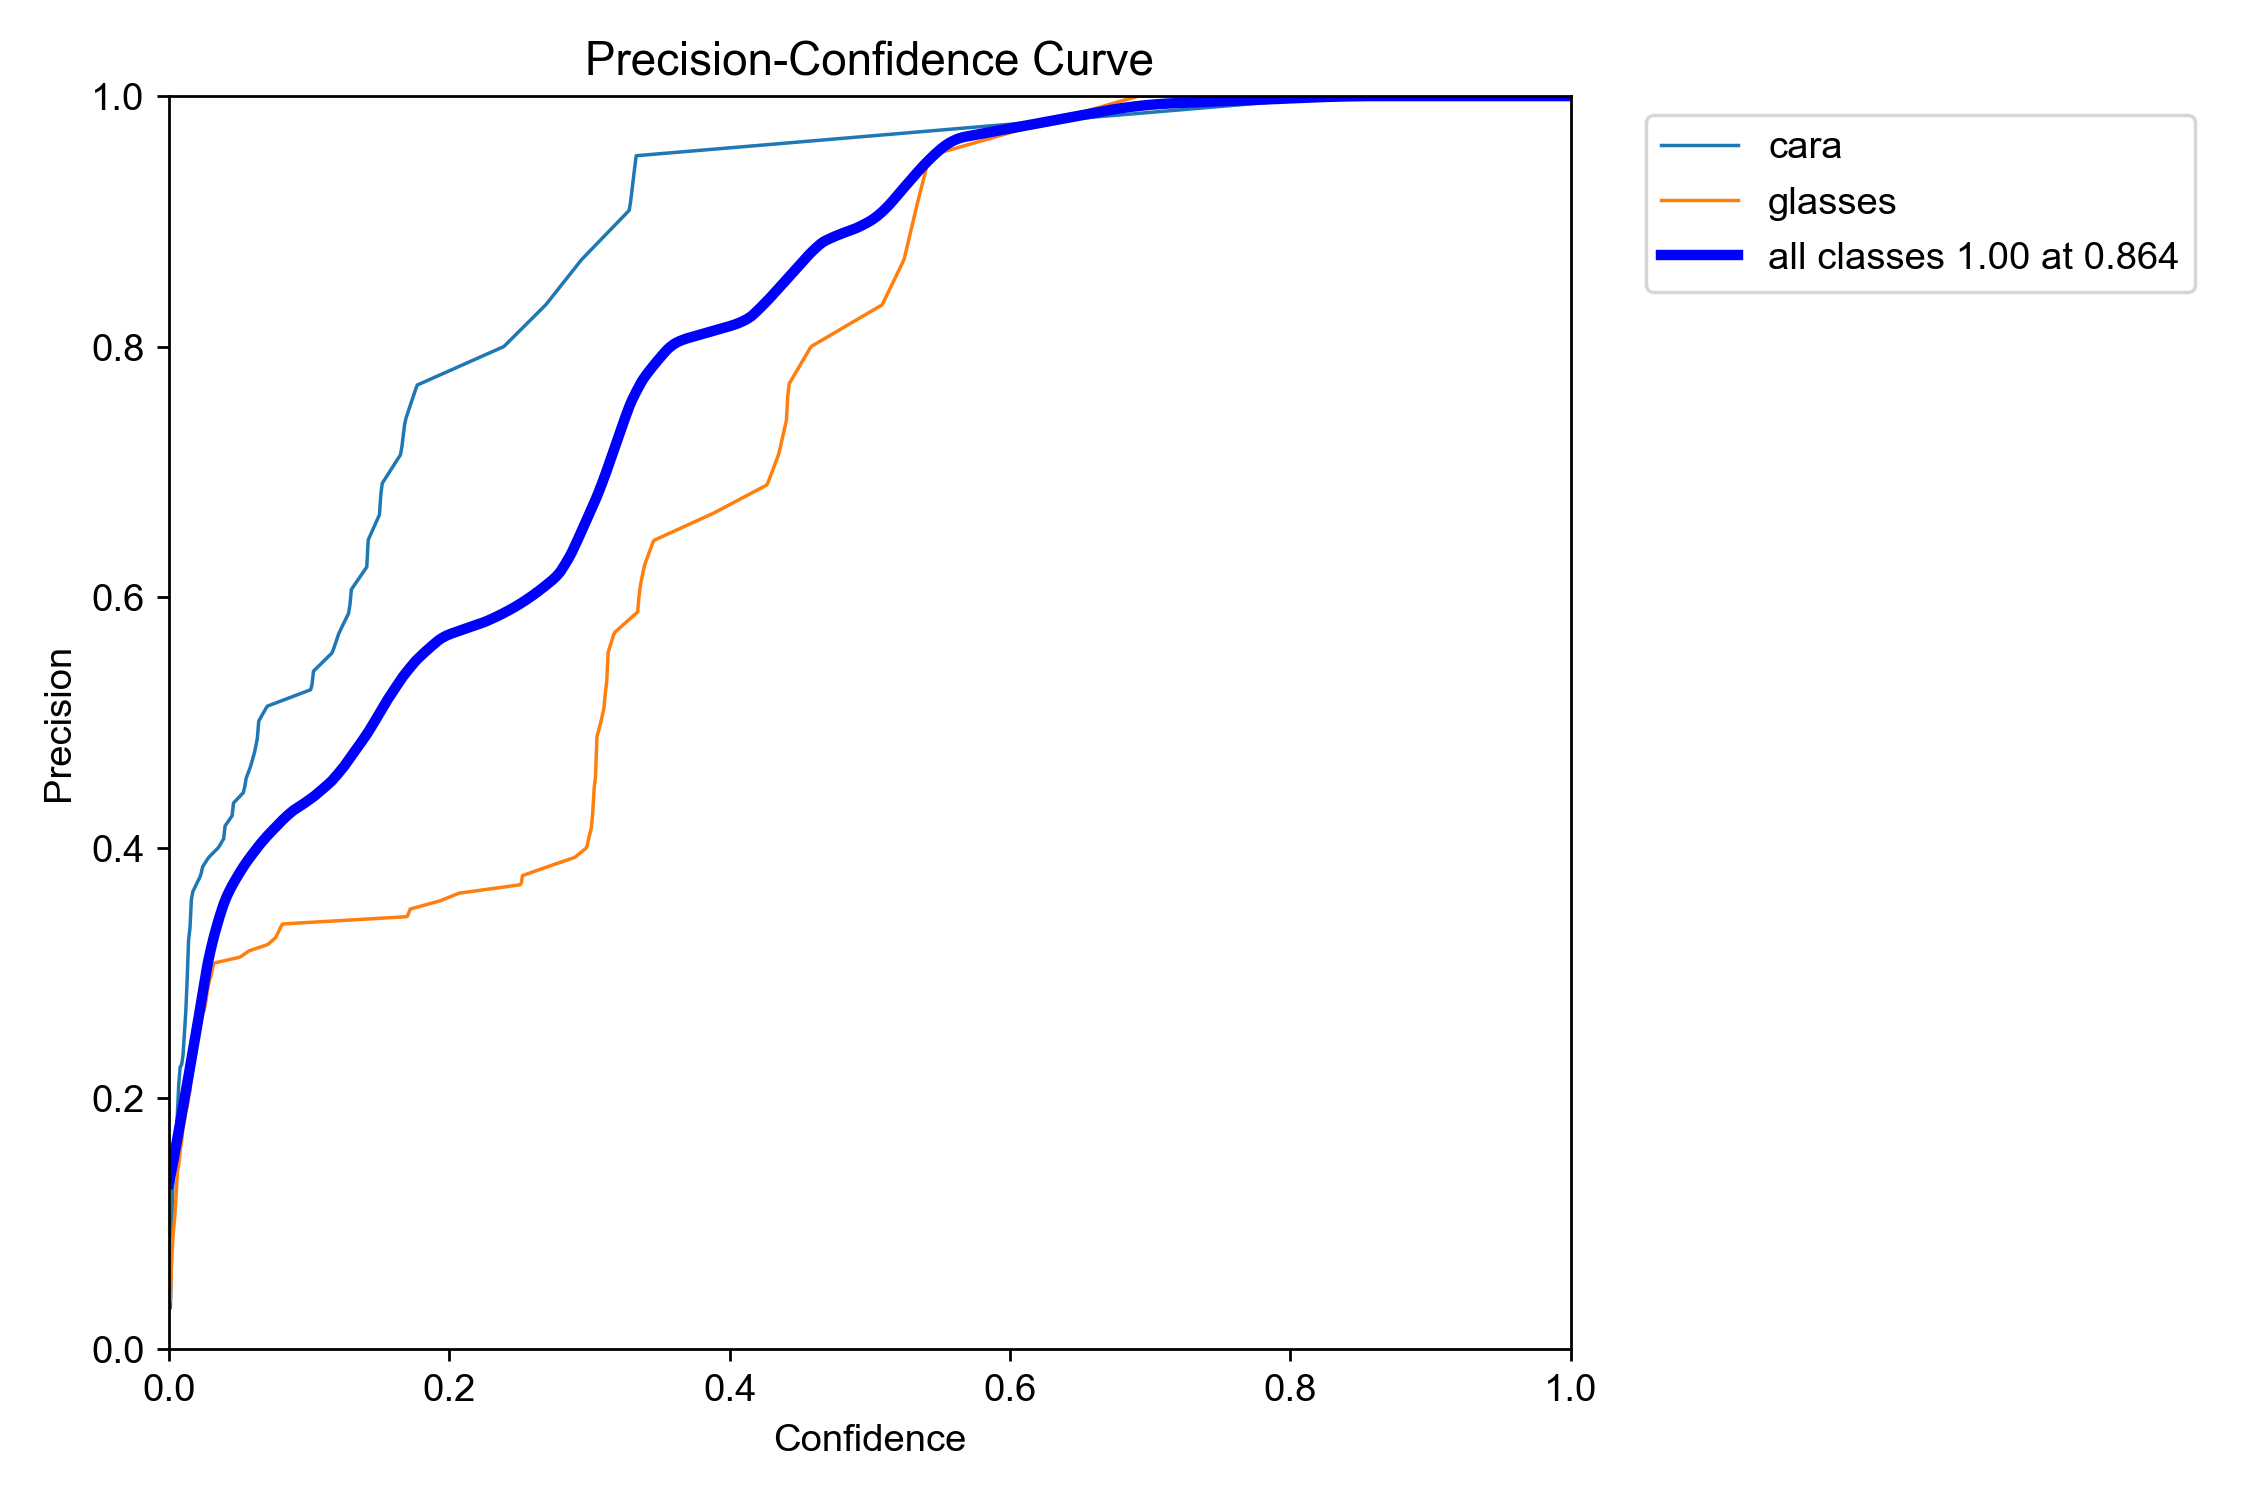 Precision-Confidence Curve
1.0
0.8
0.6
0.4
0.2
0.0
Precision
0.0 0.2 0.4 0.6 0.8 1.0
Confidence
cara
glasses
all classes 1.00 at 0.864